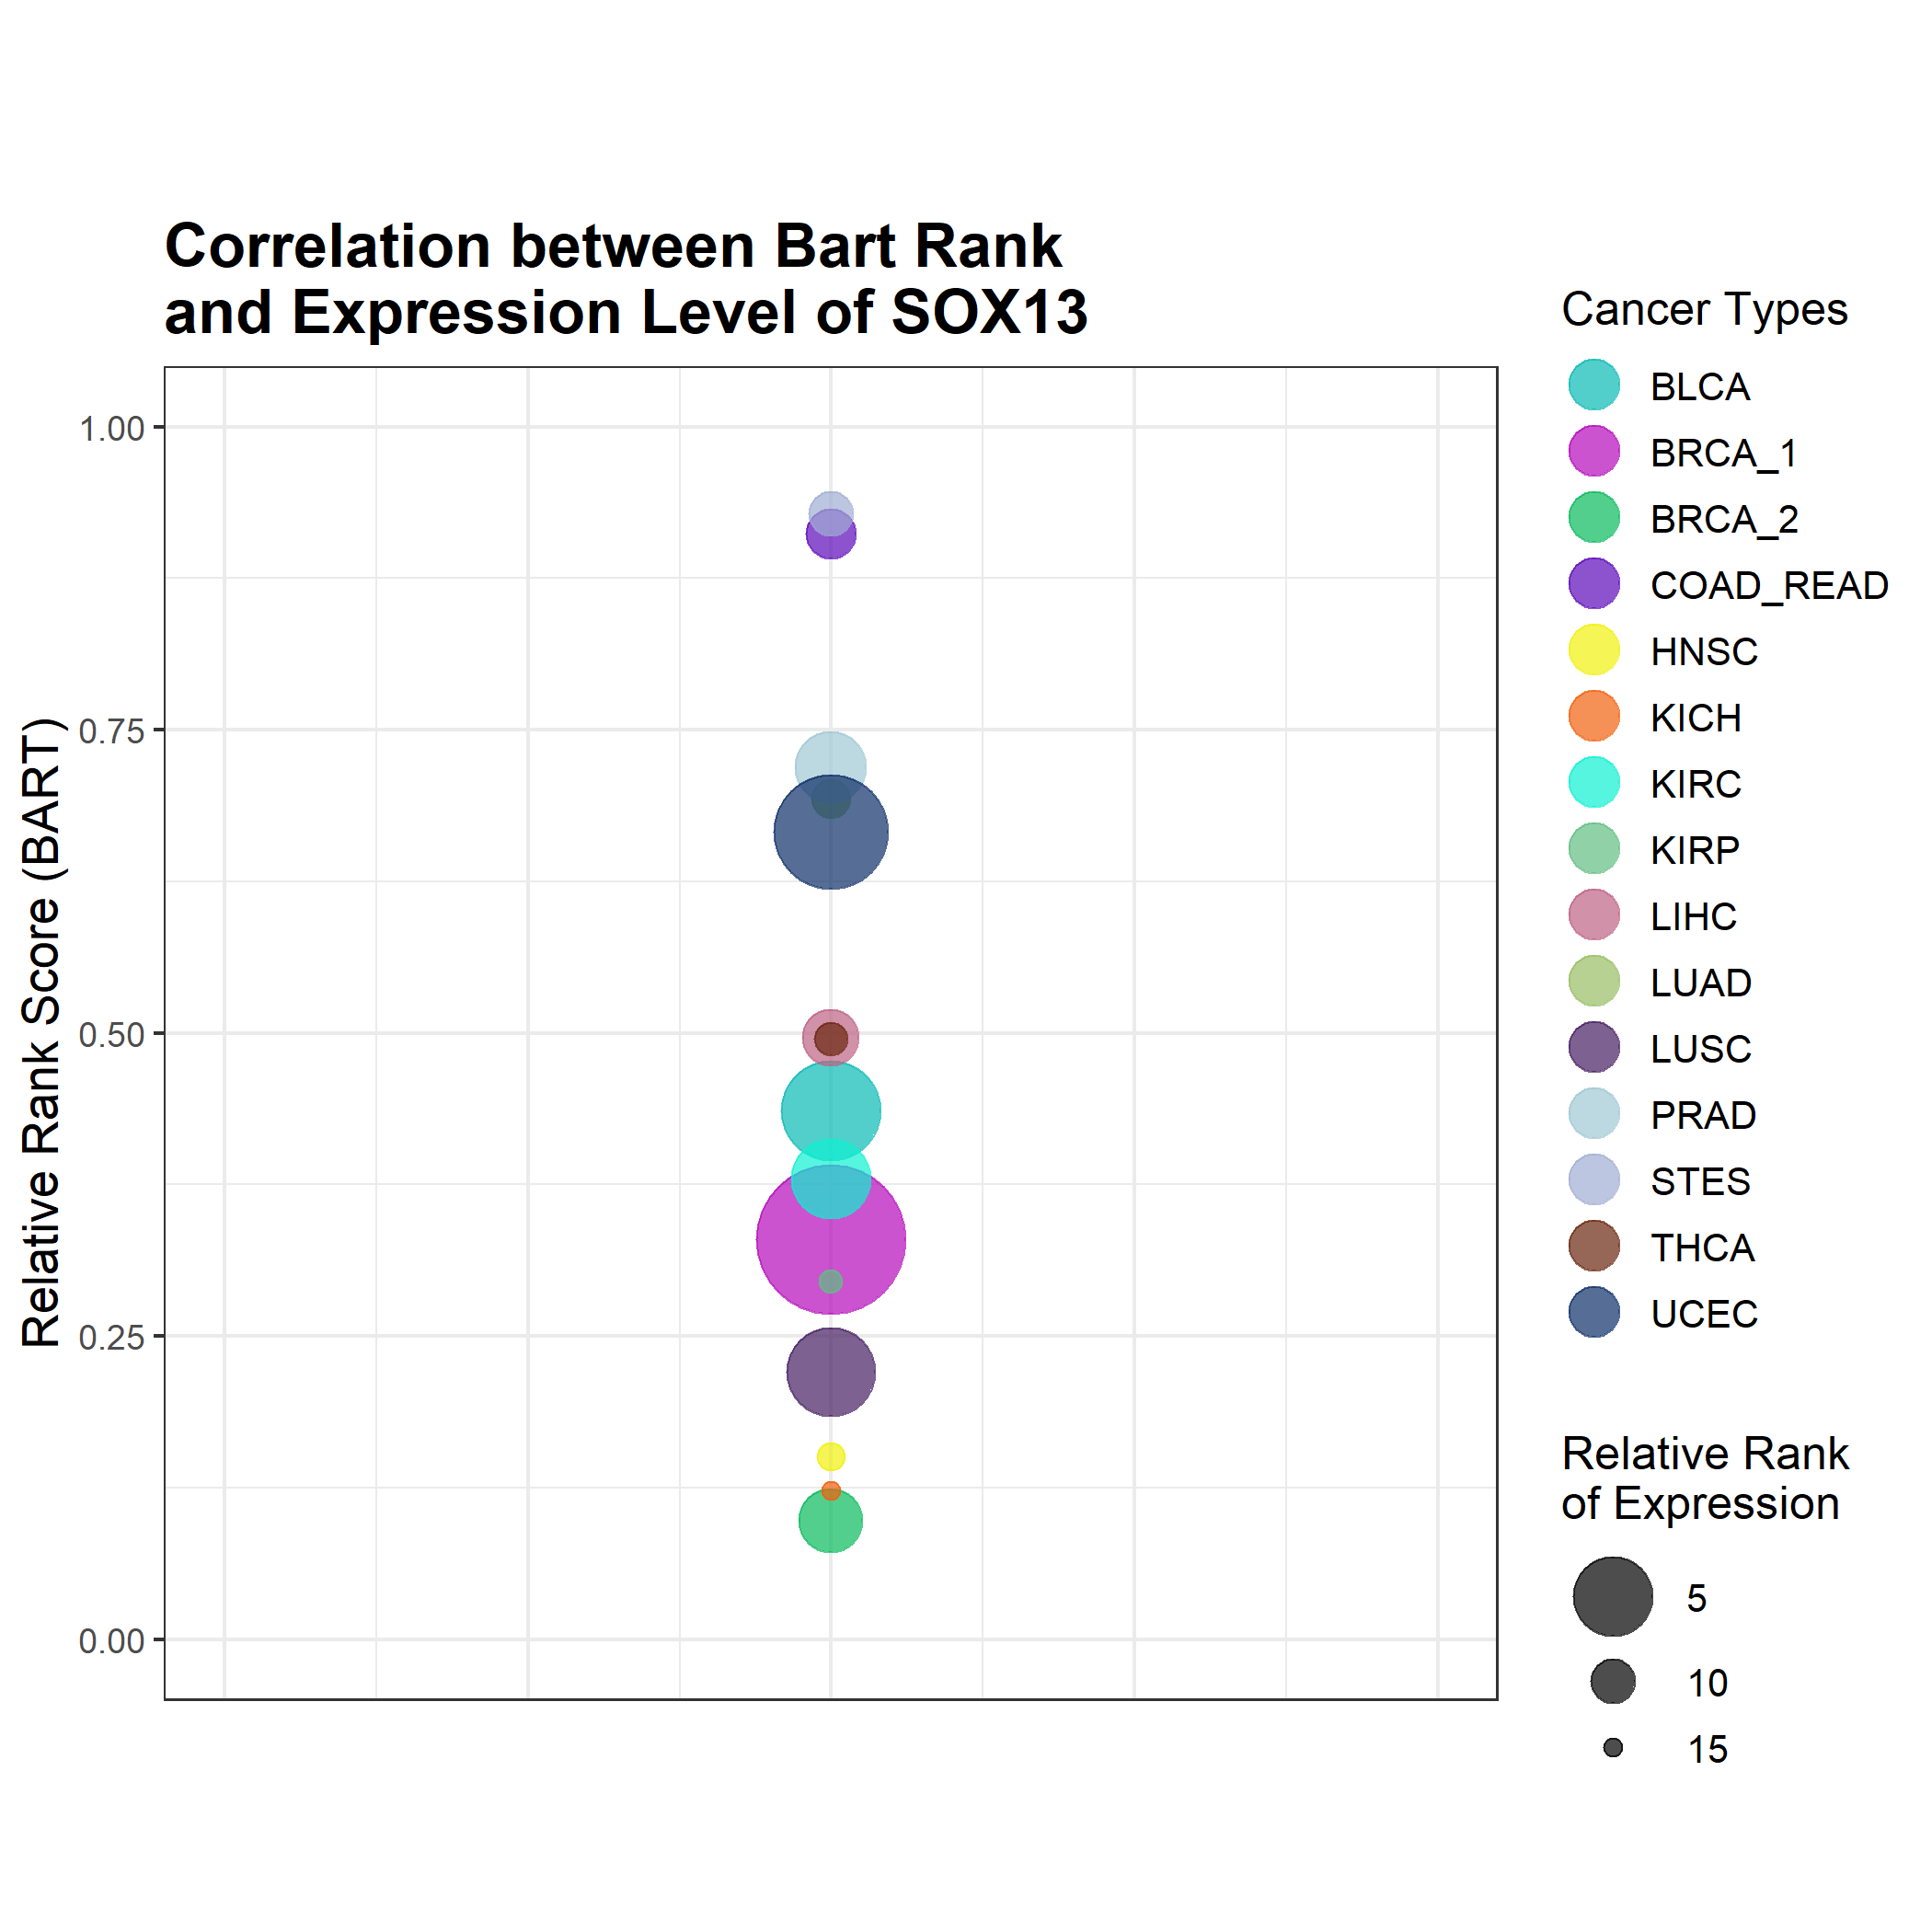 Correlation between Bart Rank
and Expression Level of SOX13
Relative Rank Score (BART)
1.00
0.75
0.50
0.25
0.00
Cancer Types
BLCA
BRCA_1
BRCA_2
COAD_READ
HNSC
KICH
KIRC
KIRP
LIHC
LUAD
LUSC
PRAD
STES
THCA
UCEC
Relative Rank
of Expression
5
10
15